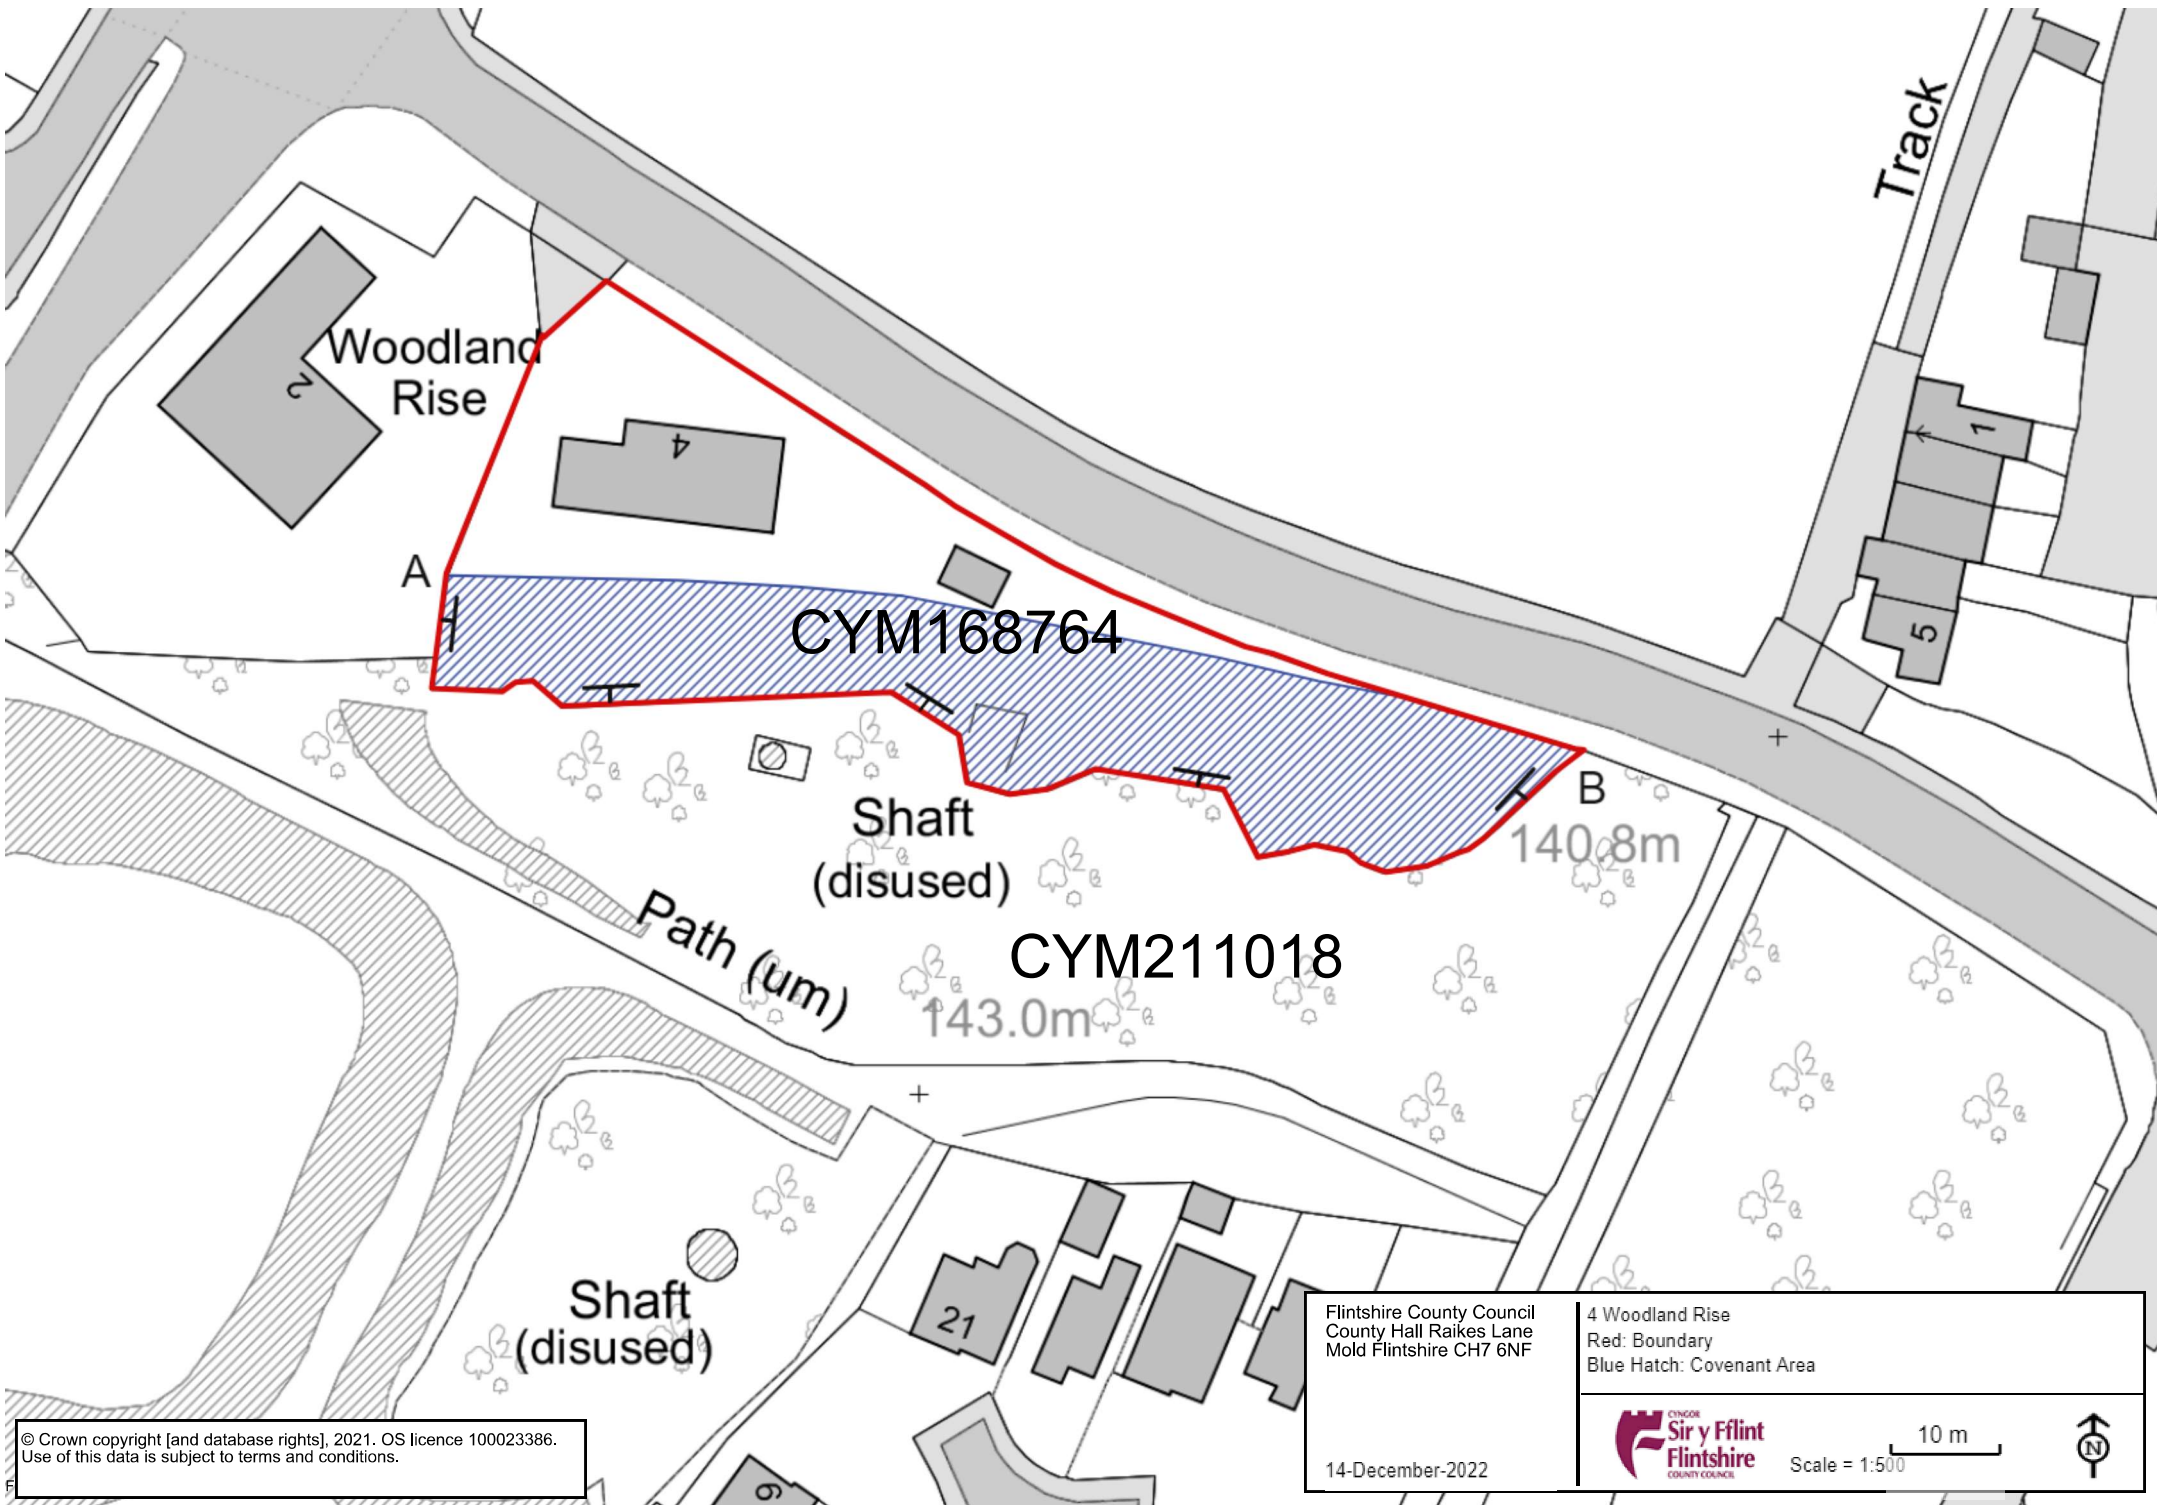 Track
Woodland
Rise
2
4
1
5
A
CYM168764
B
Shaft
(disused)
140.8m
Path (um)
CYM211018
143.0m
Shaft
(disused)
21
6
Flintshire County Council
County Hall Raikes Lane
Mold Flintshire CH7 6NF
14-December-2022
4 Woodland Rise
Red: Boundary
Blue Hatch: Covenant Area
CYNGOR
Sir y Fflint
Flintshire
COUNTY COUNCIL
Scale = 1:500
10 m
N
© Crown copyright [and database rights], 2021. OS licence 100023386.
Use of this data is subject to terms and conditions.